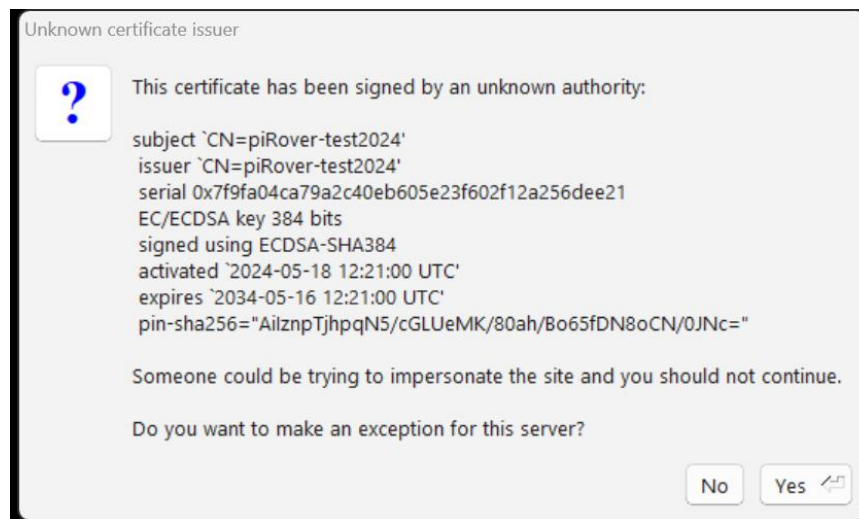 Unknown certificate issuer
?
This certificate has been signed by an unknown authority:
subject `CN=piRover-test2024'
issuer `CN=piRover-test2024'
serial 0x7f9fa04ca79a2c40eb605e23f602f12a256dee21
EC/ECDSA key 384 bits
signed using ECDSA-SHA384
activated `2024-05-18 12:21:00 UTC'
expires `2034-05-16 12:21:00 UTC'
pin-sha256="AiIznpTjhpqN5/cGLUeMK/80ah/Bo65fDN8oCN/0JNc="
Someone could be trying to impersonate the site and you should not continue.
Do you want to make an exception for this server?
No
Yes